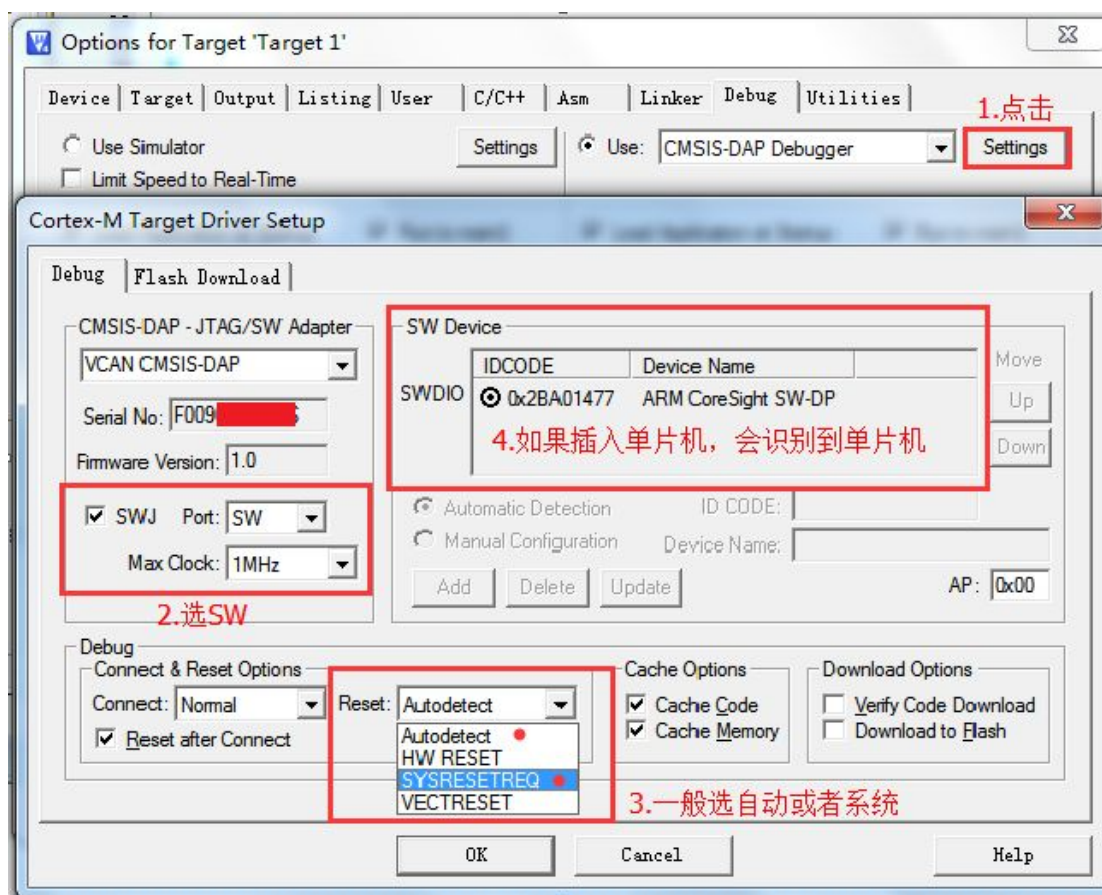 Options for Target 'Target 1'
Device Target Output Listing User C/C++ Asm Linker Debug Utilities
1.点击
Use Simulator Settings Use: CMSIS-DAP Debugger Settings
Limit Speed to Real-Time
Cortex-M Target Driver Setup
Debug Flash Download
CMSIS-DAP - JTAG/SW Adapter SW Device
VCAN CMSIS-DAP IDCODE Device Name Move
SWDIO 0x2BA01477 ARM CoreSight SW-DP Up
Serial No: F009
4.如果插入单片机，会识别到单片机 Down
Firmware Version: 1.0
SWJ Port: SW Automatic Detection ID CODE:
Manual Configuration Device Name:
Max Clock: 1MHz
Add Delete Update AP: 0x00
2.选SW
Debug
Connect & Reset Options Cache Options Download Options
Connect: Normal Reset: Autodetect Cache Code Verify Code Download
Reset after Connect Autodetect Cache Memory Download to Flash
HW RESET
SYSRESETREQ
VECTRESET 3.一般选自动或者系统
OK Cancel Help